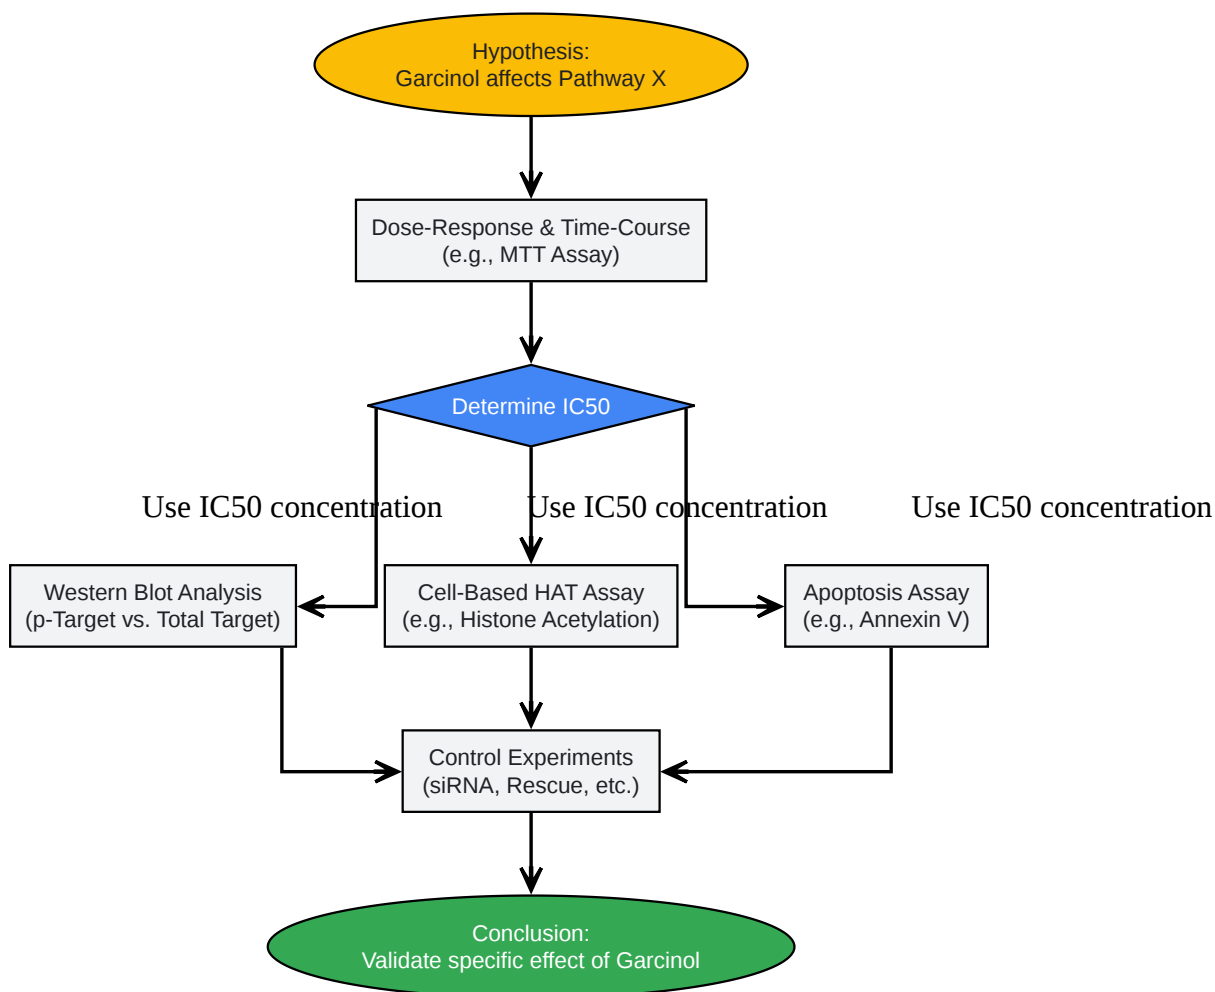 Hypothesis:
Garcinol affects Pathway X
Dose-Response & Time-Course
(e.g., MTT Assay)
Determine IC50
Use IC50 concentration
Use IC50 concentration
Use IC50 concentration
Western Blot Analysis
(p-Target vs. Total Target)
Cell-Based HAT Assay
(e.g., Histone Acetylation)
Apoptosis Assay
(e.g., Annexin V)
Control Experiments
(siRNA, Rescue, etc.)
Conclusion:
Validate specific effect of Garcinol